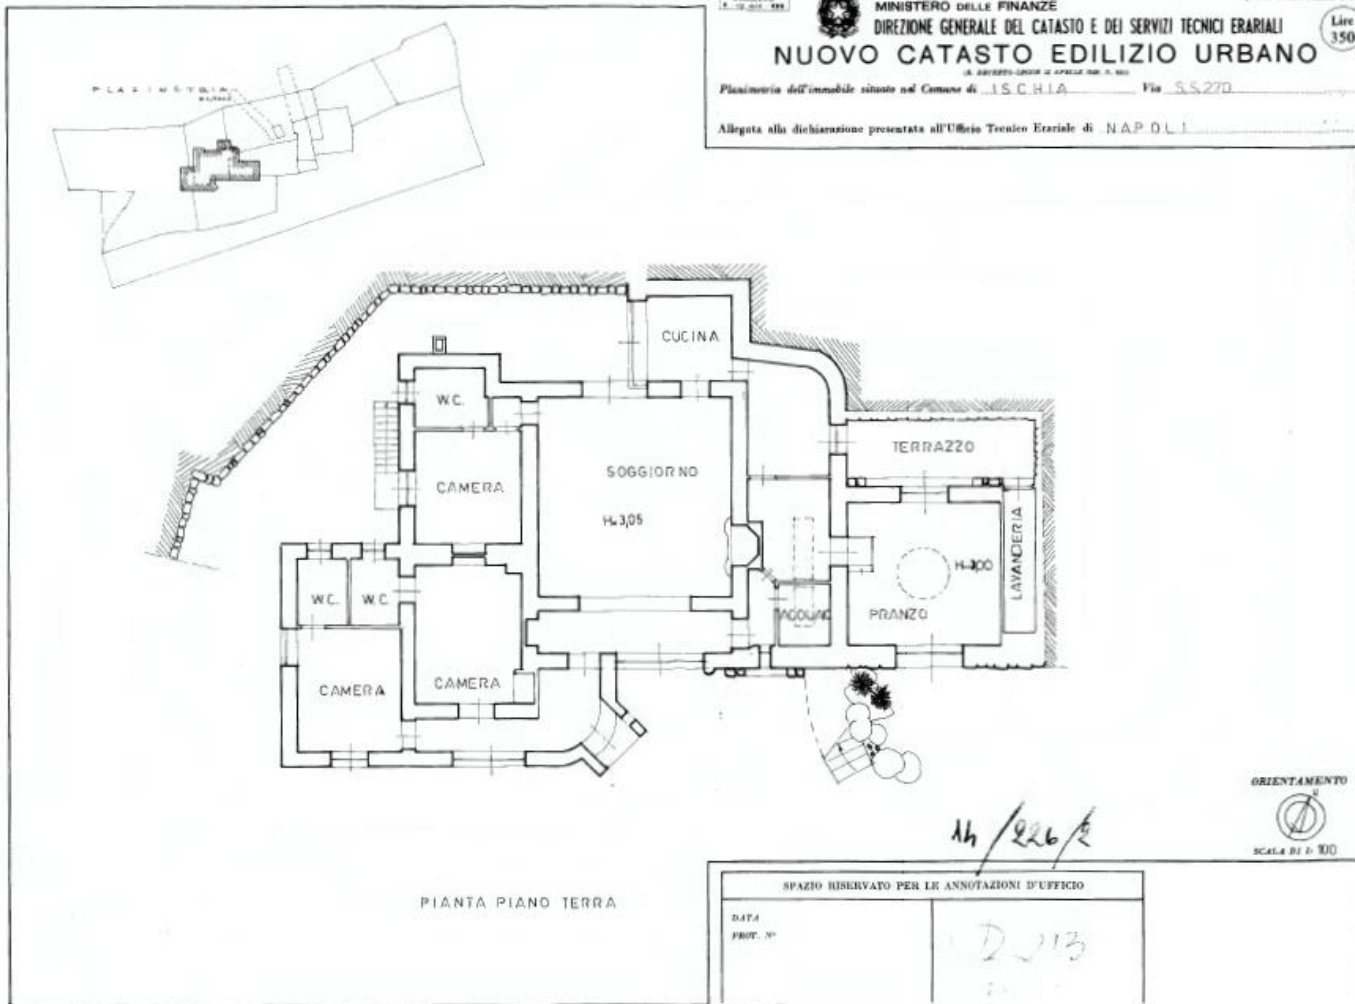 MINISTERO DELLE FINANZE
DIREZIONE GENERALE DEL CATASTO E DEI SERVIZI TECNICI ERARIALI
Lire
350
NUOVO CATASTO EDILIZIO URBANO
Planimetria dell'immobile situato nel Comune di ISCHIA Via S.S.270
Allegata alla dichiarazione presentata all'Ufficio Tecnico Erariale di NAPOLI
CUCINA
W.C.
TERRAZZO
SOGGIORNO
CAMERA
H=3,05
LAVANDERIA
W.C.
W.C.
PRANZO
CAMERA
CAMERA
ORIENTAMENTO
SCALA DI 1: 100
PIANTA PIANO TERRA
SPAZIO RISERVATO PER LE ANNOTAZIONI D'UFFICIO
DATA
PROT. N°